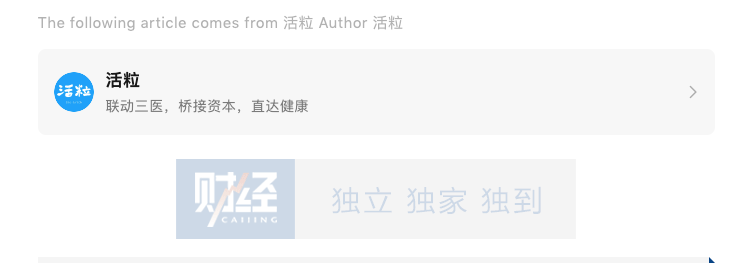 The following article comes from 活粒 Author 活粒
活粒
活粒
联动三医，桥接资本，直达健康
财经
CAIJING
独立 独家 独到